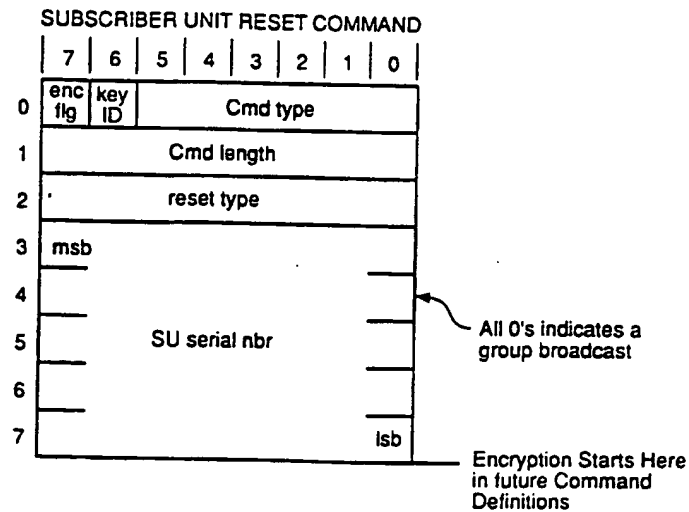 SUBSCRIBER UNIT RESET COMMAND
7 6 5 4 3 2 1 0
0 enc flg key ID Cmd type
1 Cmd length
2 reset type
3 msb
4
All 0's indicates a
group broadcast
5 SU serial nbr
6
7 lsb
Encryption Starts Here
in future Command
Definitions